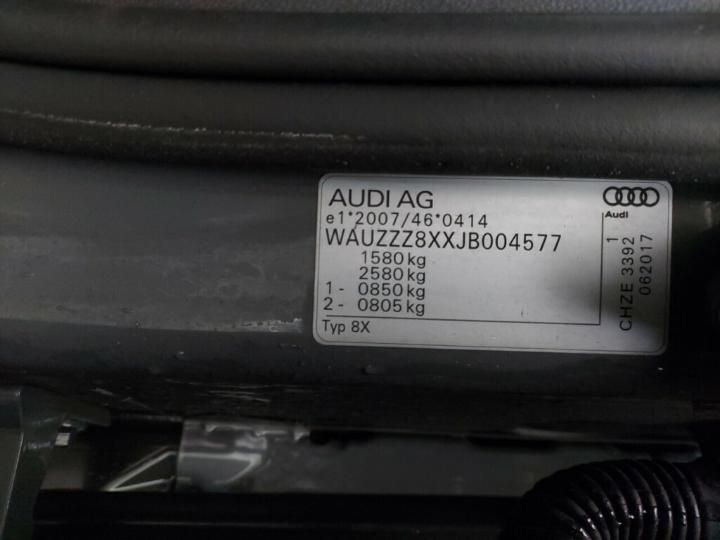 AUDI AG
e1*2007/46*0414
WAUZZZ8XXJB004577
1580 kg
2580 kg
1 - 0850 kg
2 - 0805 kg
Typ 8X
Audi
CHZE 3392 1
062017